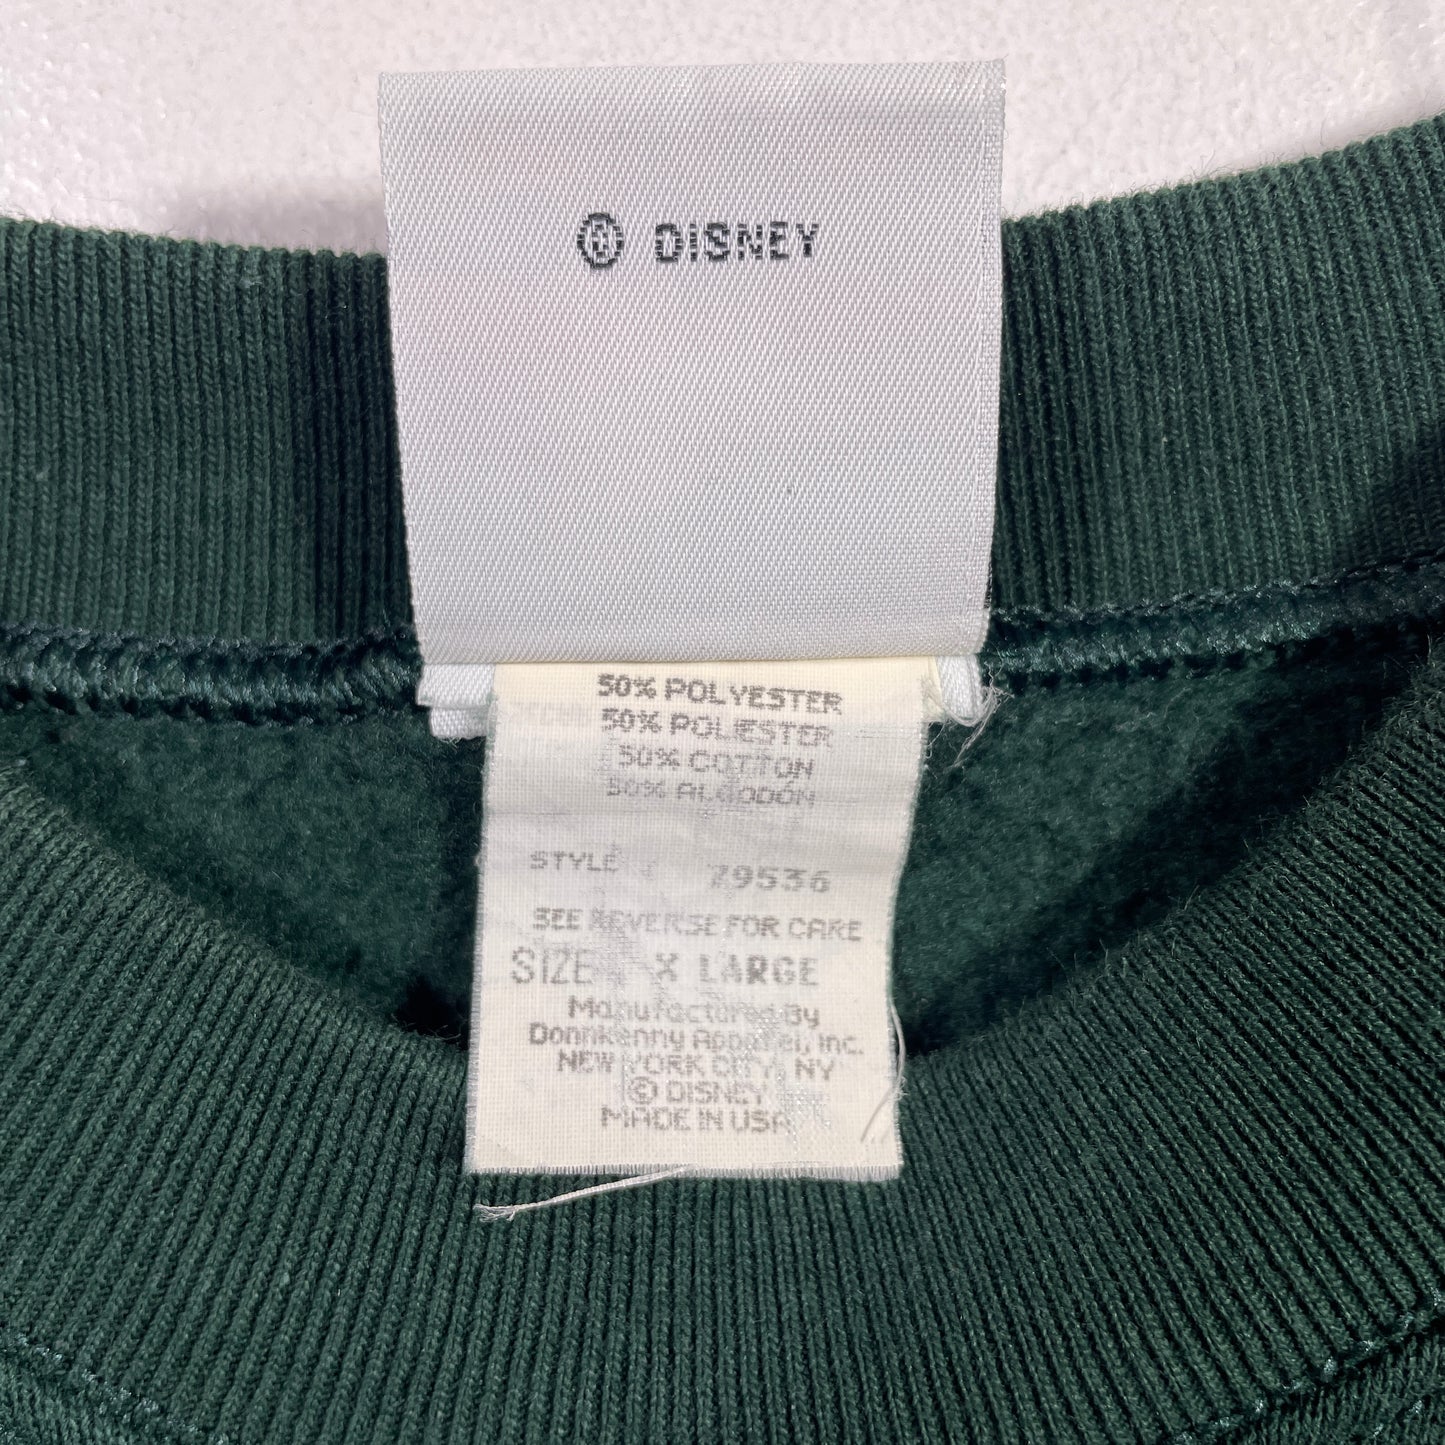 © DISNEY
50% POLYESTER
50% POLIESTER
50% COTTON
50% ALGODÓN
STYLE 79536
SEE REVERSE FOR CARE
SIZE X LARGE
Manufactured By
Donnkenny Apparel, Inc.
NEW YORK CITY, NY
© DISNEY
MADE IN USA